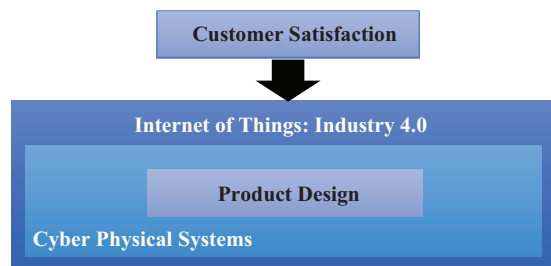 Customer Satisfaction
Internet of Things: Industry 4.0
Product Design
Cyber Physical Systems